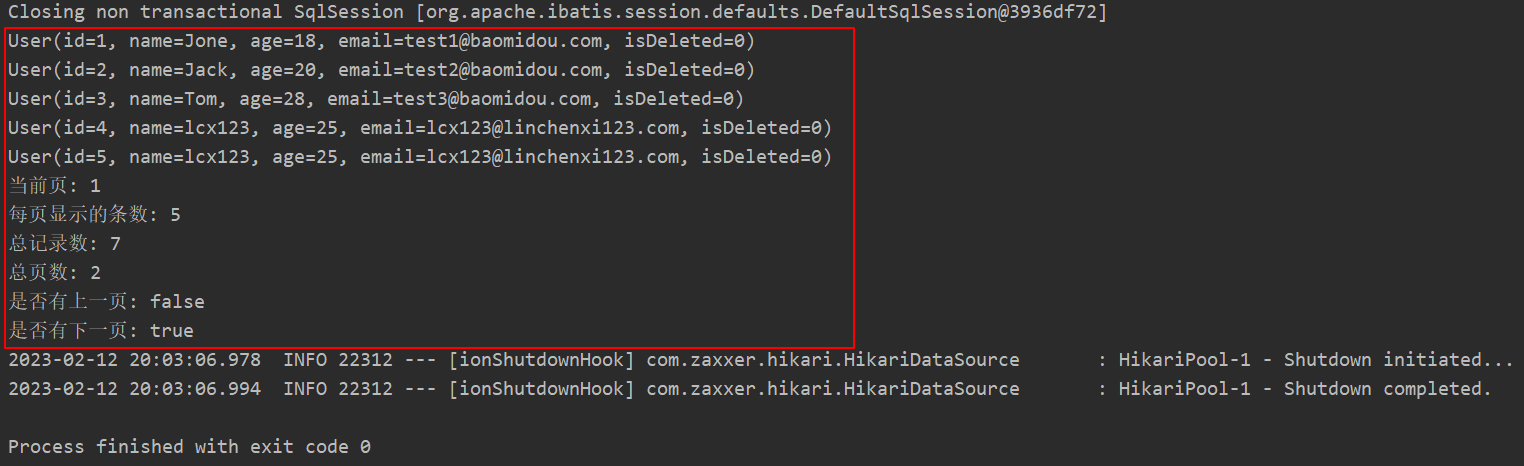 Closing non transactional SqlSession [org.apache.ibatis.session.defaults.DefaultSqlSession@3936df72]
User(id=1, name=Jone, age=18, email=test1@baomidou.com, isDeleted=0)
User(id=2, name=Jack, age=20, email=test2@baomidou.com, isDeleted=0)
User(id=3, name=Tom, age=28, email=test3@baomidou.com, isDeleted=0)
User(id=4, name=lcx123, age=25, email=lcx123@linchenxi123.com, isDeleted=0)
User(id=5, name=lcx123, age=25, email=lcx123@linchenxi123.com, isDeleted=0)
当前页: 1
每页显示的条数: 5
总记录数: 7
总页数: 2
是否有上一页: false
是否有下一页: true
2023-02-12 20:03:06.978  INFO 22312 --- [ionShutdownHook] com.zaxxer.hikari.HikariDataSource       : HikariPool-1 - Shutdown initiated...
2023-02-12 20:03:06.994  INFO 22312 --- [ionShutdownHook] com.zaxxer.hikari.HikariDataSource       : HikariPool-1 - Shutdown completed.
Process finished with exit code 0